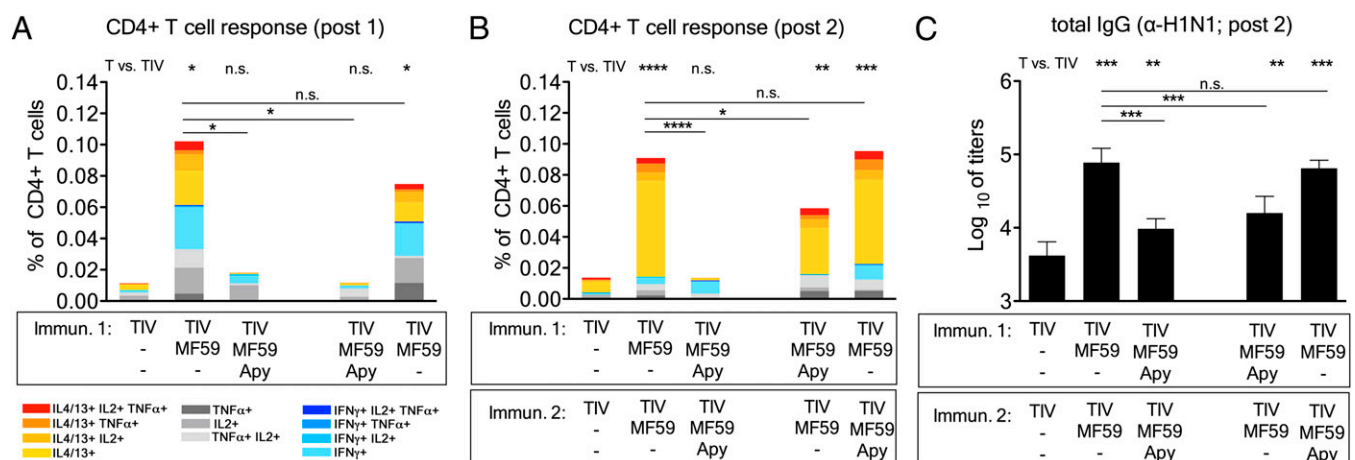 A
CD4+ T cell response (post 1)
T vs. TIV * n.s. n.s. *
n.s.
*
*
% of CD4+ T cells
0.14
0.12
0.10
0.08
0.06
0.04
0.02
0.00
Immun. 1: TIV TIV TIV TIV TIV
- MF59 MF59 MF59 MF59
- - Apy Apy -
IL4/13+ IL2+ TNFα+
IL4/13+ TNFα+
IL4/13+ IL2+
IL4/13+
TNFα+
IL2+
TNFα+ IL2+
IFNγ+ IL2+ TNFα+
IFNγ+ TNFα+
IFNγ+ IL2+
IFNγ+
B
CD4+ T cell response (post 2)
T vs. TIV **** n.s. ** ***
n.s.
*
****
% of CD4+ T cells
0.14
0.12
0.10
0.08
0.06
0.04
0.02
0.00
Immun. 1: TIV TIV TIV TIV TIV
- MF59 MF59 MF59 MF59
- - Apy Apy -
Immun. 2: TIV TIV TIV TIV TIV
- MF59 MF59 MF59 MF59
- - Apy - Apy
C
total IgG (α-H1N1; post 2)
T vs. TIV *** ** ** ***
n.s.
***
***
Log 10 of titers
6
5
4
3
Immun. 1: TIV TIV TIV TIV TIV
- MF59 MF59 MF59 MF59
- - Apy Apy -
Immun. 2: TIV TIV TIV TIV TIV
- MF59 MF59 MF59 MF59
- - Apy - Apy